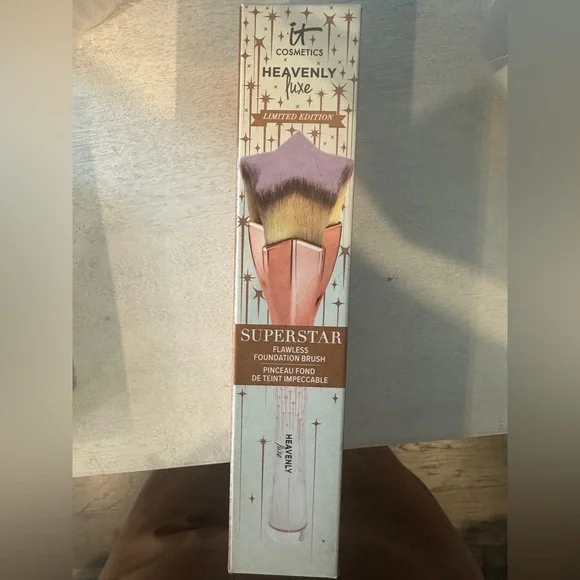 it
COSMETICS
HEAVENLY
luxe
LIMITED EDITION
SUPERSTAR
FLAWLESS
FOUNDATION BRUSH
PINCEAU FOND
DE TEINT IMPECCABLE
HEAVENLY
luxe